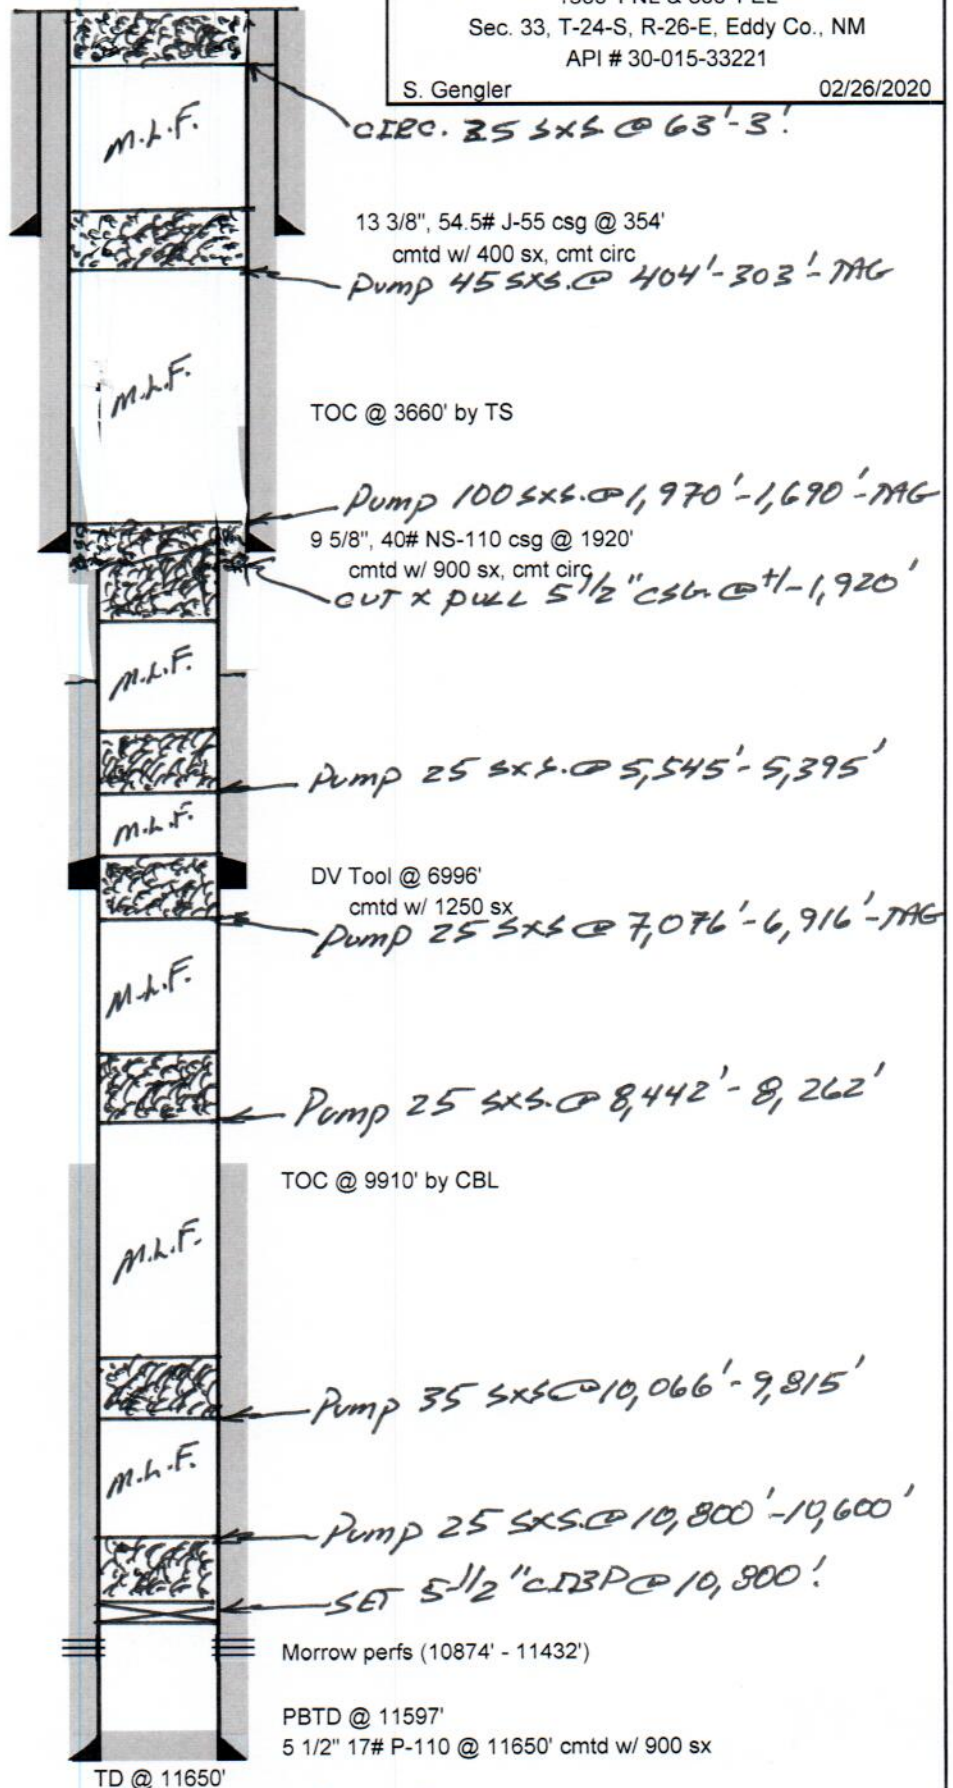 Sec. 33, T-24-S, R-26-E, Eddy Co., NM
API # 30-015-33221
S. Gengler 02/26/2020
CIRC. 35 SXS. @ 63'-3'.
M.L.F.
13 3/8", 54.5# J-55 csg @ 354'
cmtd w/ 400 sx, cmt circ
Pump 45 SXS. @ 404'-303'-TAG
M.L.F.
TOC @ 3660' by TS
Pump 100 SXS. @ 1,970'-1,690'-TAG
9 5/8", 40# NS-110 csg @ 1920'
cmtd w/ 900 sx, cmt circ
CUT X PULL 5 1/2" CSG. @ +/-1,920'
M.L.F.
Pump 25 SXS. @ 5,545'-5,395'
M.L.F.
DV Tool @ 6996'
cmtd w/ 1250 sx
Pump 25 SXS @ 7,076'-6,916'-TAG
M.L.F.
Pump 25 SXS. @ 8,442'-8,262'
TOC @ 9910' by CBL
M.L.F.
Pump 35 SXS @ 10,066'-9,815'
M.L.F.
Pump 25 SXS. @ 10,800'-10,600'
SET 5 1/2" CIBP @ 10,800'.
Morrow perfs (10874' - 11432')
PBTD @ 11597'
5 1/2" 17# P-110 @ 11650' cmtd w/ 900 sx
TD @ 11650'